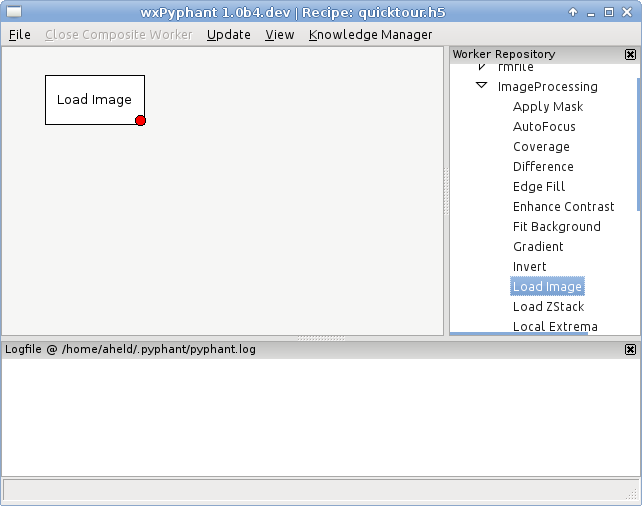 wxPyphant 1.0b4.dev | Recipe: quicktour.h5
File Close Composite Worker Update View Knowledge Manager
Load Image
Worker Repository
rmfile
ImageProcessing
Apply Mask
AutoFocus
Coverage
Difference
Edge Fill
Enhance Contrast
Fit Background
Gradient
Invert
Load Image
Load ZStack
Local Extrema
Logfile @ /home/aheld/.pyphant/pyphant.log